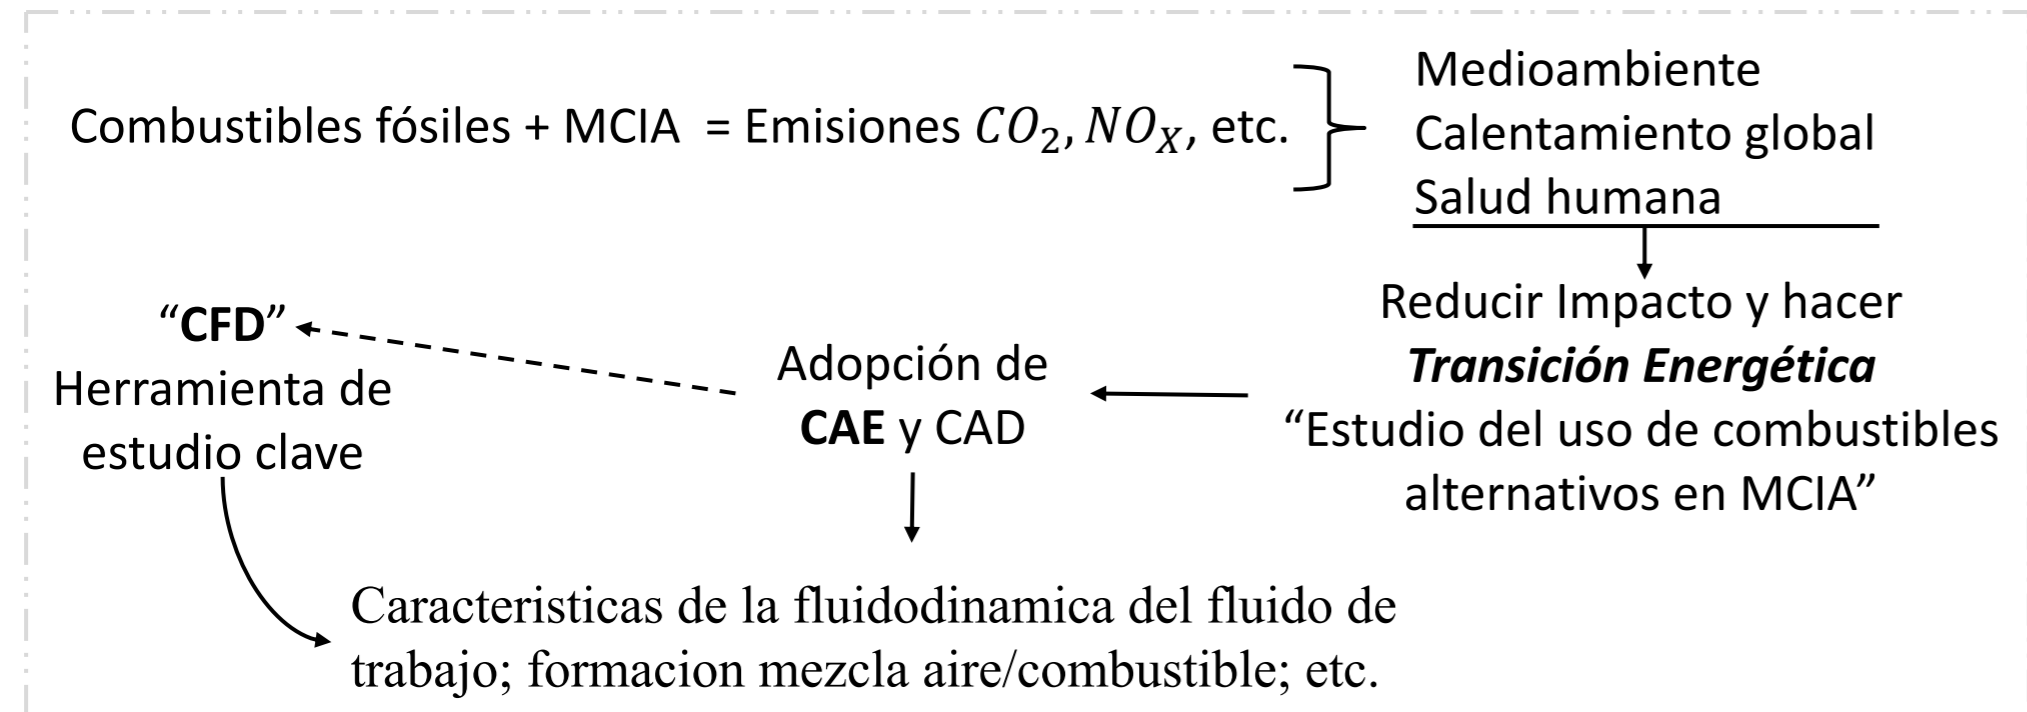 Combustibles fósiles + MCIA = Emisiones CO₂, NOₓ, etc.
Medioambiente
Calentamiento global
Salud humana
Reducir Impacto y hacer
Transición Energética
“Estudio del uso de combustibles
alternativos en MCIA”
Adopción de
CAE y CAD
“CFD”
Herramienta de
estudio clave
Caracteristicas de la fluidodinamica del fluido de
trabajo; formacion mezcla aire/combustible; etc.